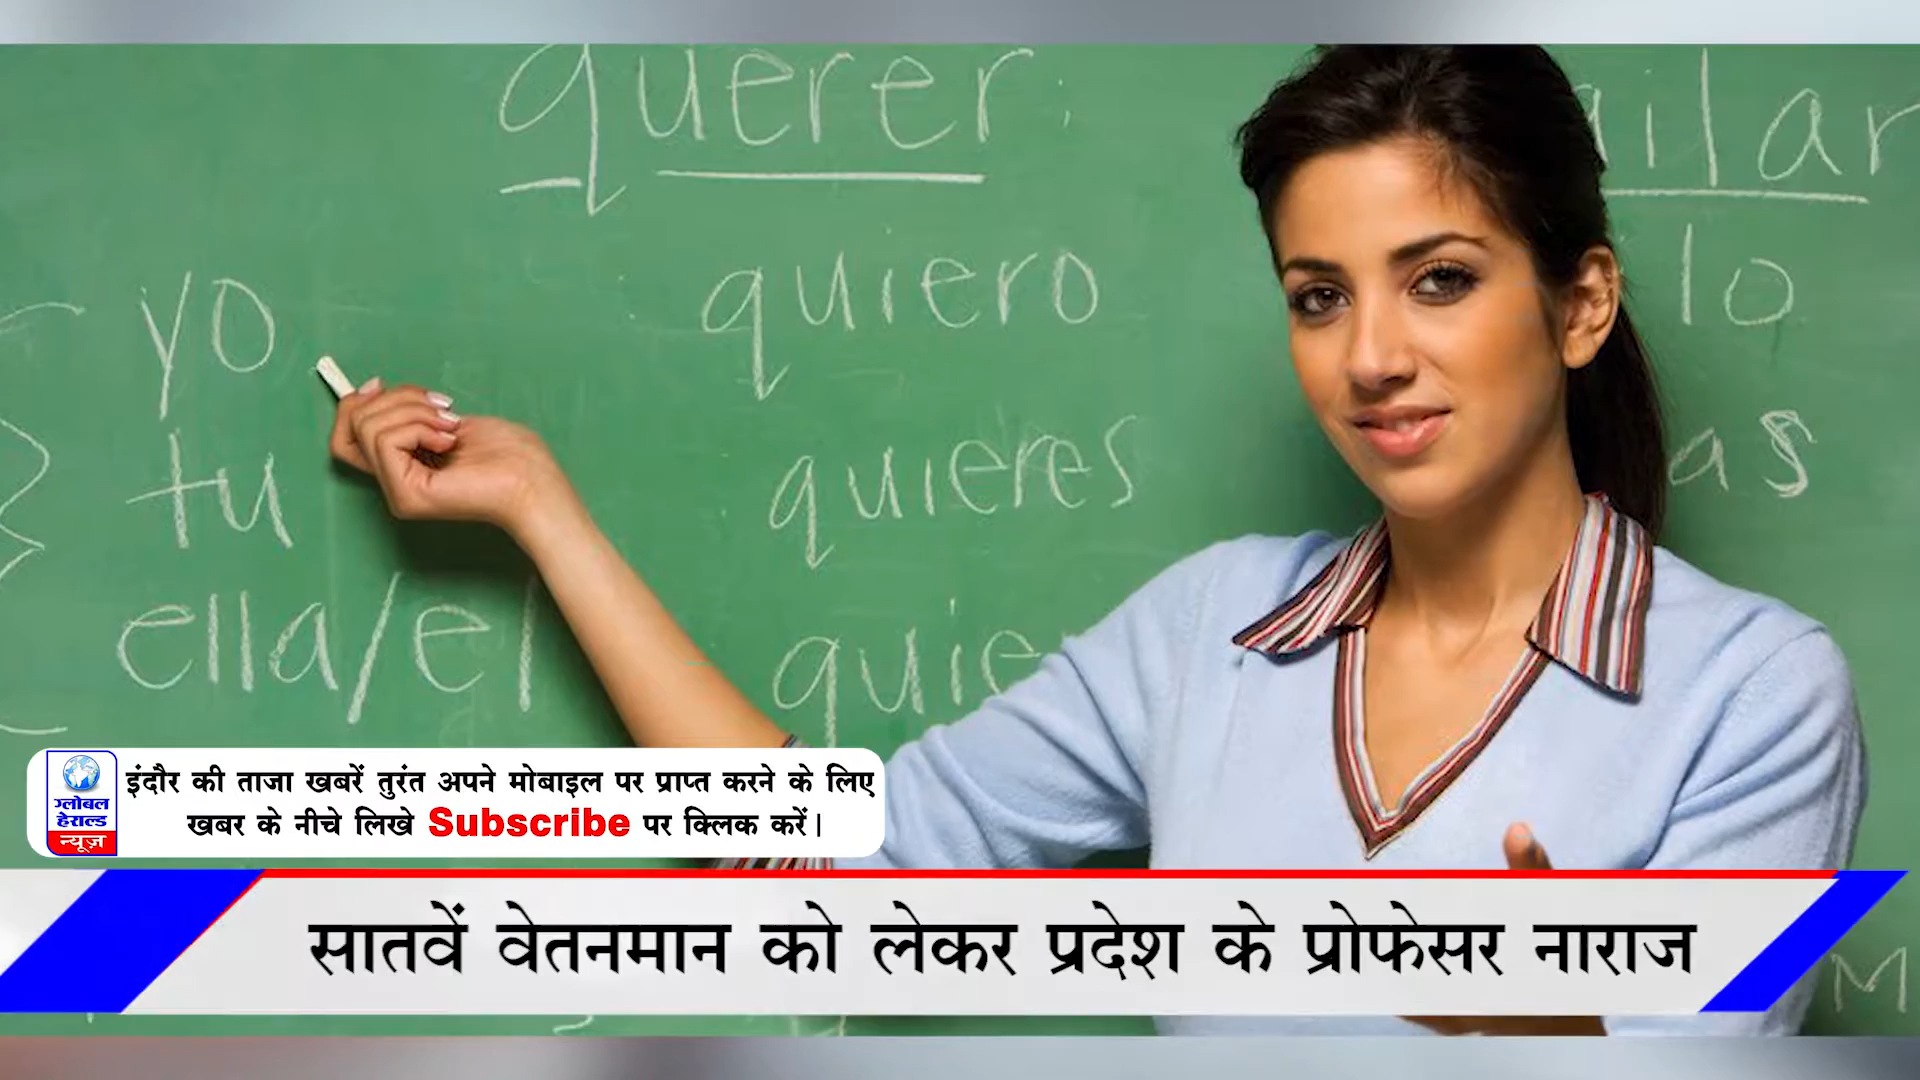 querer:
ailar
yo
quiero
lo
tu
quieres
as
ella/el
quie
ग्लोबल
हेराल्ड
न्यूज़
इंदौर की ताजा खबरें तुरंत अपने मोबाइल पर प्राप्त करने के लिए
खबर के नीचे लिखे Subscribe पर क्लिक करें।
सातवें वेतनमान को लेकर प्रदेश के प्रोफेसर नाराज
M